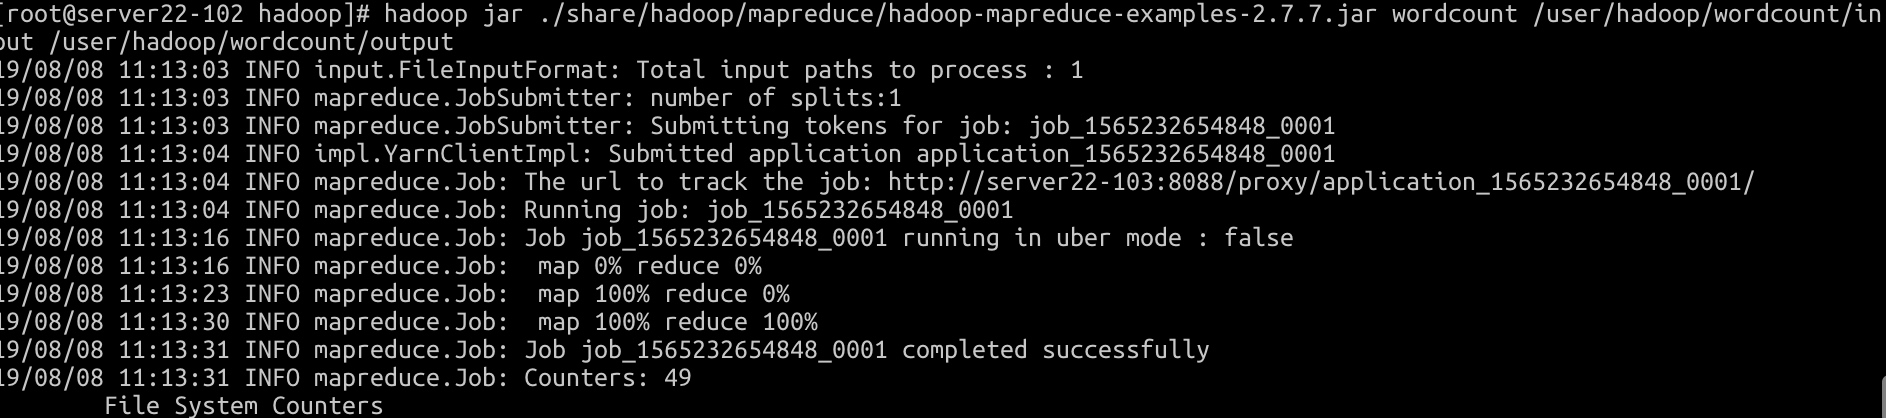 [root@server22-102 hadoop]# hadoop jar ./share/hadoop/mapreduce/hadoop-mapreduce-examples-2.7.7.jar wordcount /user/hadoop/wordcount/in
put /user/hadoop/wordcount/output
19/08/08 11:13:03 INFO input.FileInputFormat: Total input paths to process : 1
19/08/08 11:13:03 INFO mapreduce.JobSubmitter: number of splits:1
19/08/08 11:13:03 INFO mapreduce.JobSubmitter: Submitting tokens for job: job_1565232654848_0001
19/08/08 11:13:04 INFO impl.YarnClientImpl: Submitted application application_1565232654848_0001
19/08/08 11:13:04 INFO mapreduce.Job: The url to track the job: http://server22-103:8088/proxy/application_1565232654848_0001/
19/08/08 11:13:04 INFO mapreduce.Job: Running job: job_1565232654848_0001
19/08/08 11:13:16 INFO mapreduce.Job: Job job_1565232654848_0001 running in uber mode : false
19/08/08 11:13:16 INFO mapreduce.Job:  map 0% reduce 0%
19/08/08 11:13:23 INFO mapreduce.Job:  map 100% reduce 0%
19/08/08 11:13:30 INFO mapreduce.Job:  map 100% reduce 100%
19/08/08 11:13:31 INFO mapreduce.Job: Job job_1565232654848_0001 completed successfully
19/08/08 11:13:31 INFO mapreduce.Job: Counters: 49
File System Counters